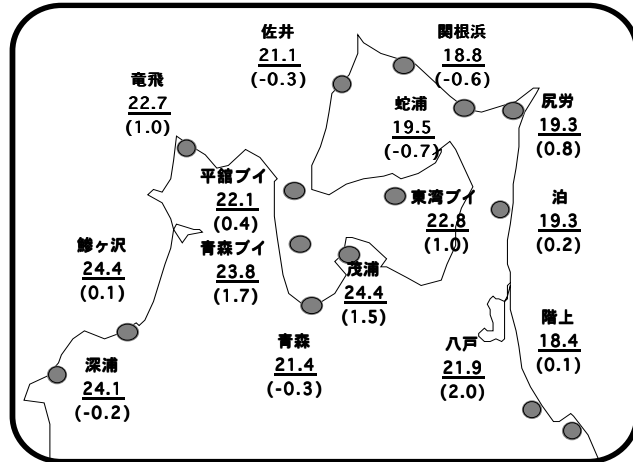 佐井
21.1
(-0.3)
関根浜
18.8
(-0.6)
竜飛
22.7
(1.0)
蛇浦
19.5
(-0.7)
尻労
19.3
(0.8)
平舘ブイ
22.1
(0.4)
東湾ブイ
22.8
(1.0)
泊
19.3
(0.2)
鰺ヶ沢
24.4
(0.1)
青森ブイ
23.8
(1.7)
茂浦
24.4
(1.5)
階上
18.4
(0.1)
青森
21.4
(-0.3)
八戸
21.9
(2.0)
深浦
24.1
(-0.2)